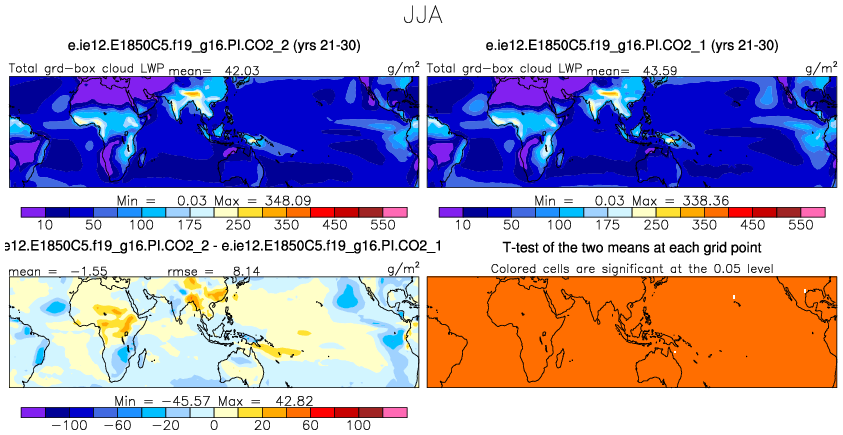 JJA
e.ie12.E1850C5.f19_g16.PI.CO2_2 (yrs 21-30)
e.ie12.E1850C5.f19_g16.PI.CO2_1 (yrs 21-30)
Total grd-box cloud LWP mean= 42.03 g/m²
Total grd-box cloud LWP mean= 43.59 g/m²
Min = 0.03 Max = 348.09
Min = 0.03 Max = 338.36
10 50 100 175 250 350 450 550
10 50 100 175 250 350 450 550
e12.E1850C5.f19_g16.PI.CO2_2 - e.ie12.E1850C5.f19_g16.PI.CO2_1
T-test of the two means at each grid point
mean = -1.55 rmse = 8.14 g/m²
Colored cells are significant at the 0.05 level
Min = -45.57 Max = 42.82
-100 -60 -20 0 20 60 100